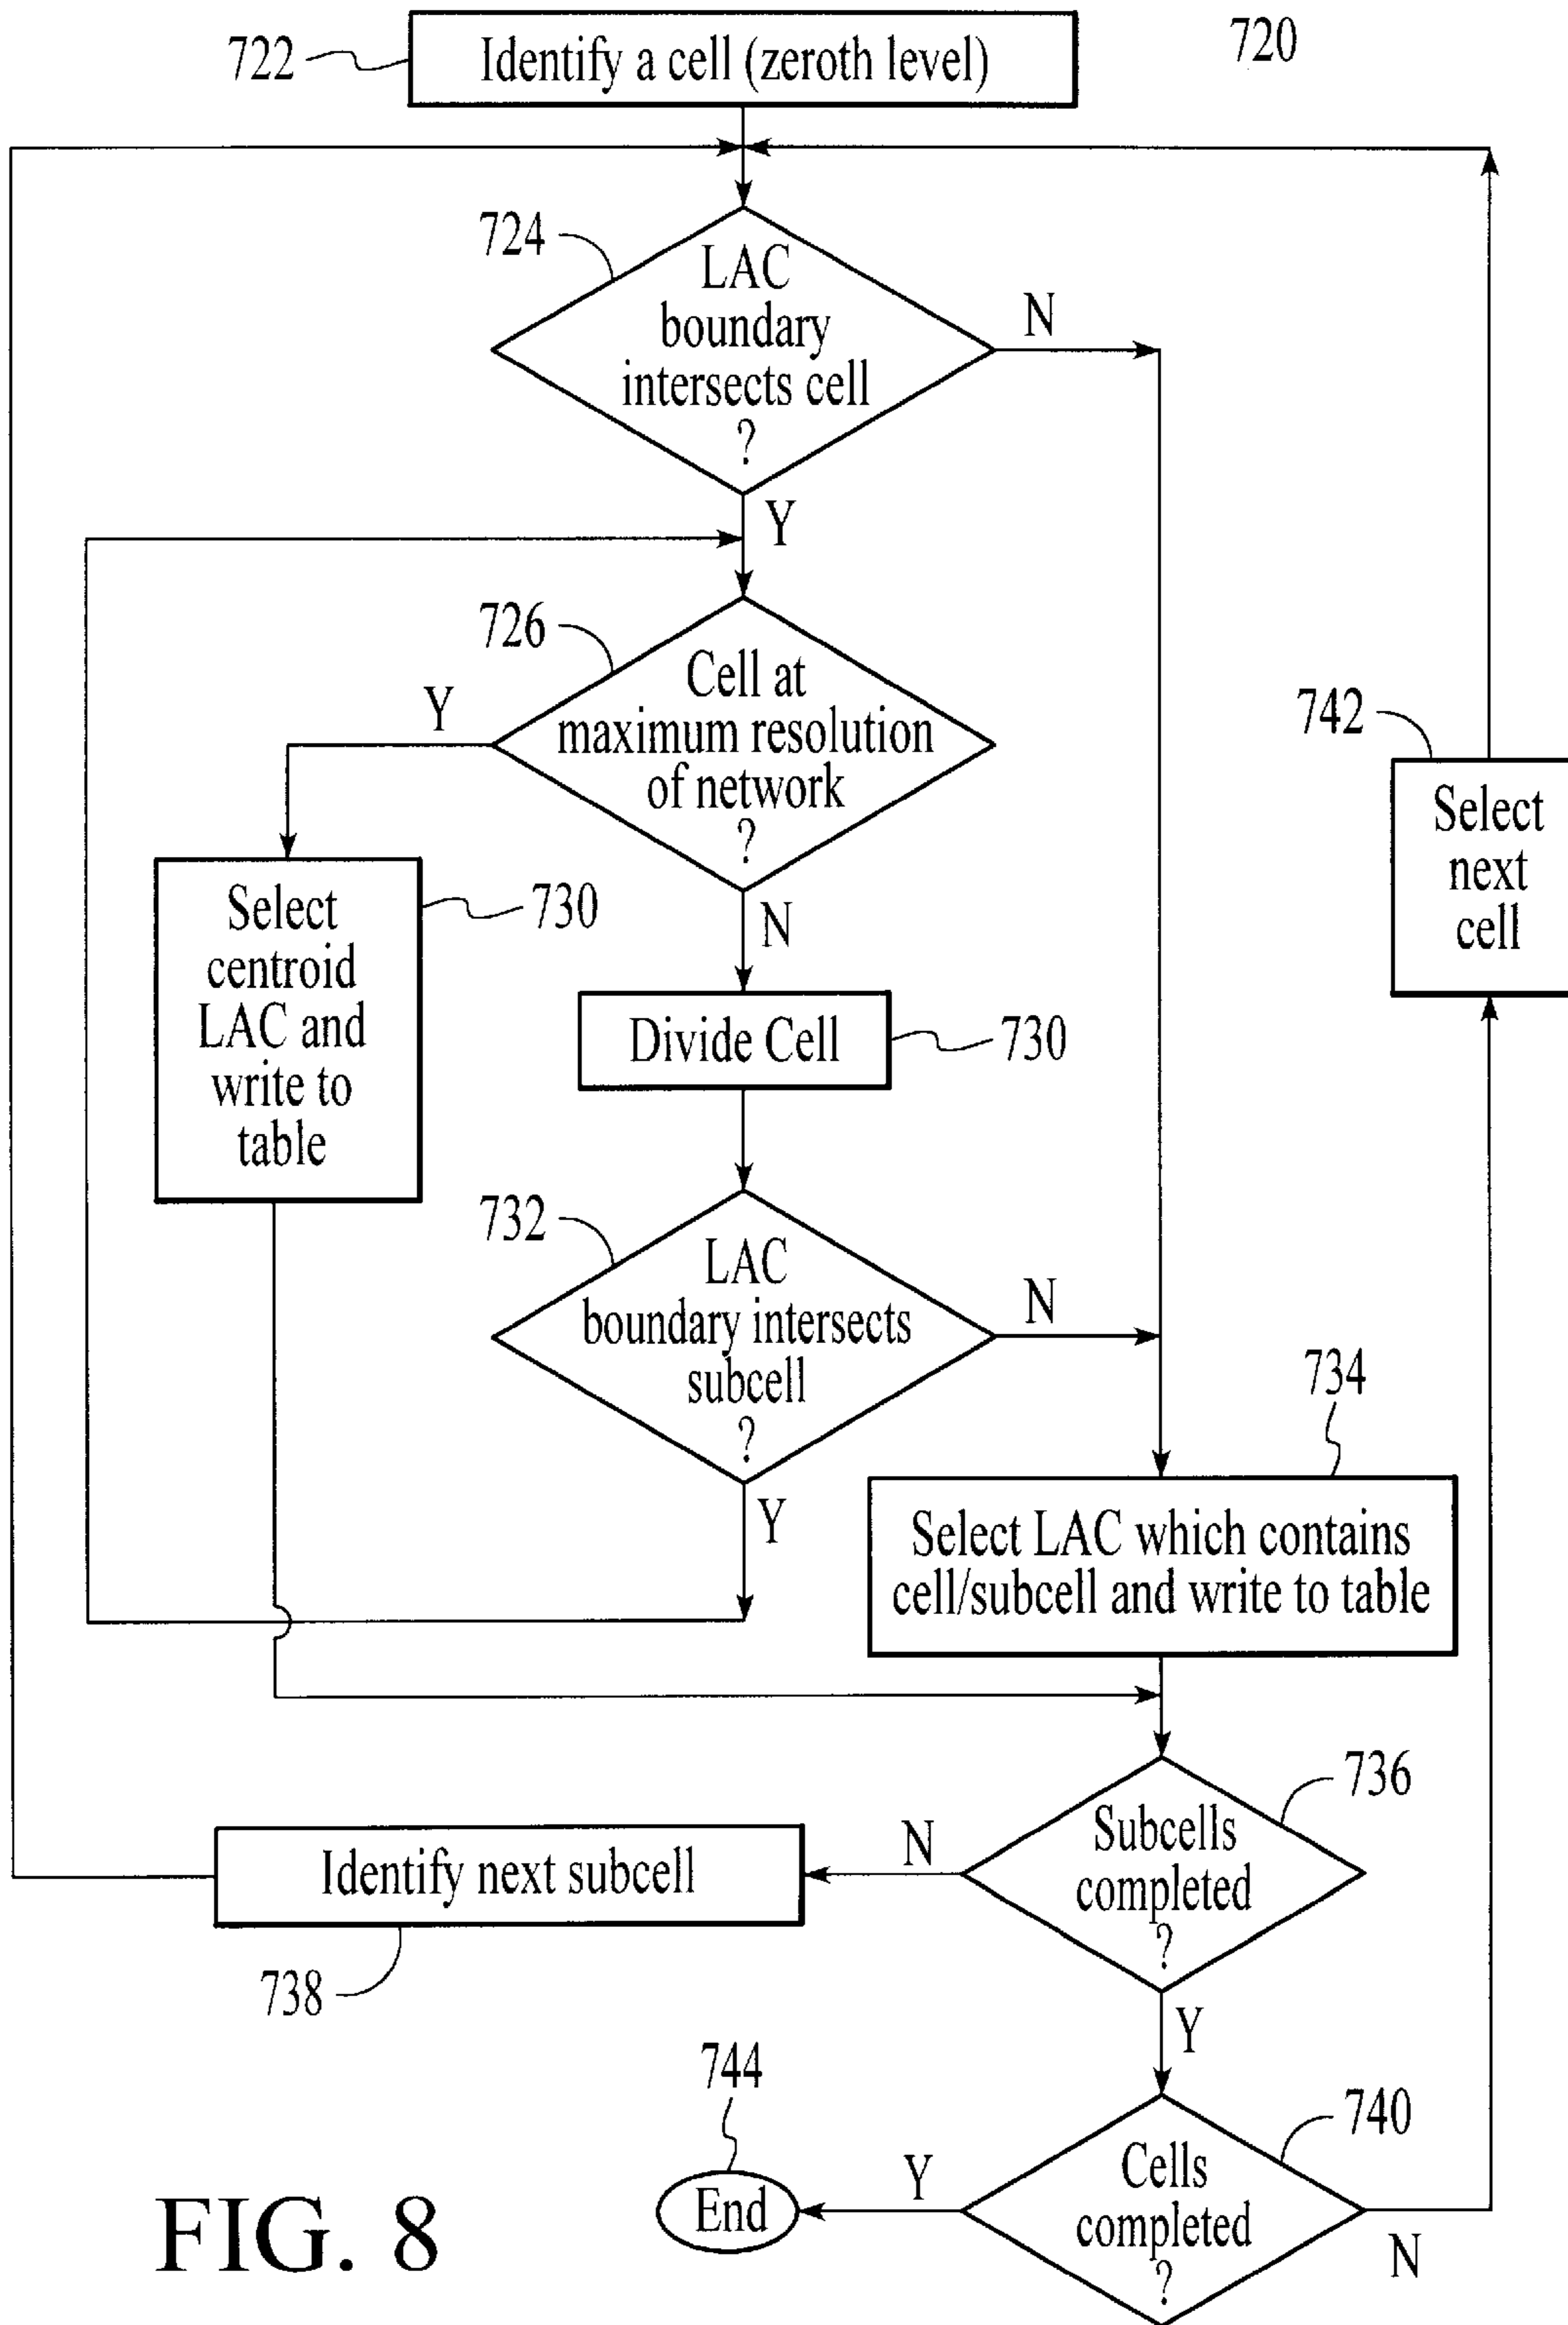 722
Identify a cell (zeroth level)
720
724
LAC
boundary
intersects cell
?
N
Y
726
Cell at
maximum resolution
of network
?
Y
742
Select
next
cell
Select
centroid
LAC and
write to
table
730
N
Divide Cell
730
732
LAC
boundary intersects
subcell
?
N
Y
734
Select LAC which contains
cell/subcell and write to table
736
Subcells
completed
?
N
Identify next subcell
738
Y
744
End
Y
740
Cells
completed
?
N
FIG. 8